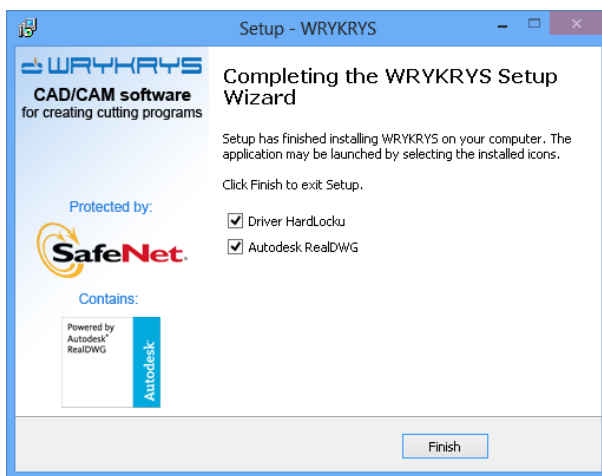 Setup - WRYKRYS
WRYKRYS
CAD/CAM software
for creating cutting programs
Protected by:
SafeNet.
Contains:
Powered by
Autodesk®
RealDWG
Autodesk
Completing the WRYKRYS Setup
Wizard
Setup has finished installing WRYKRYS on your computer. The
application may be launched by selecting the installed icons.
Click Finish to exit Setup.
Driver HardLocku
Autodesk RealDWG
Finish